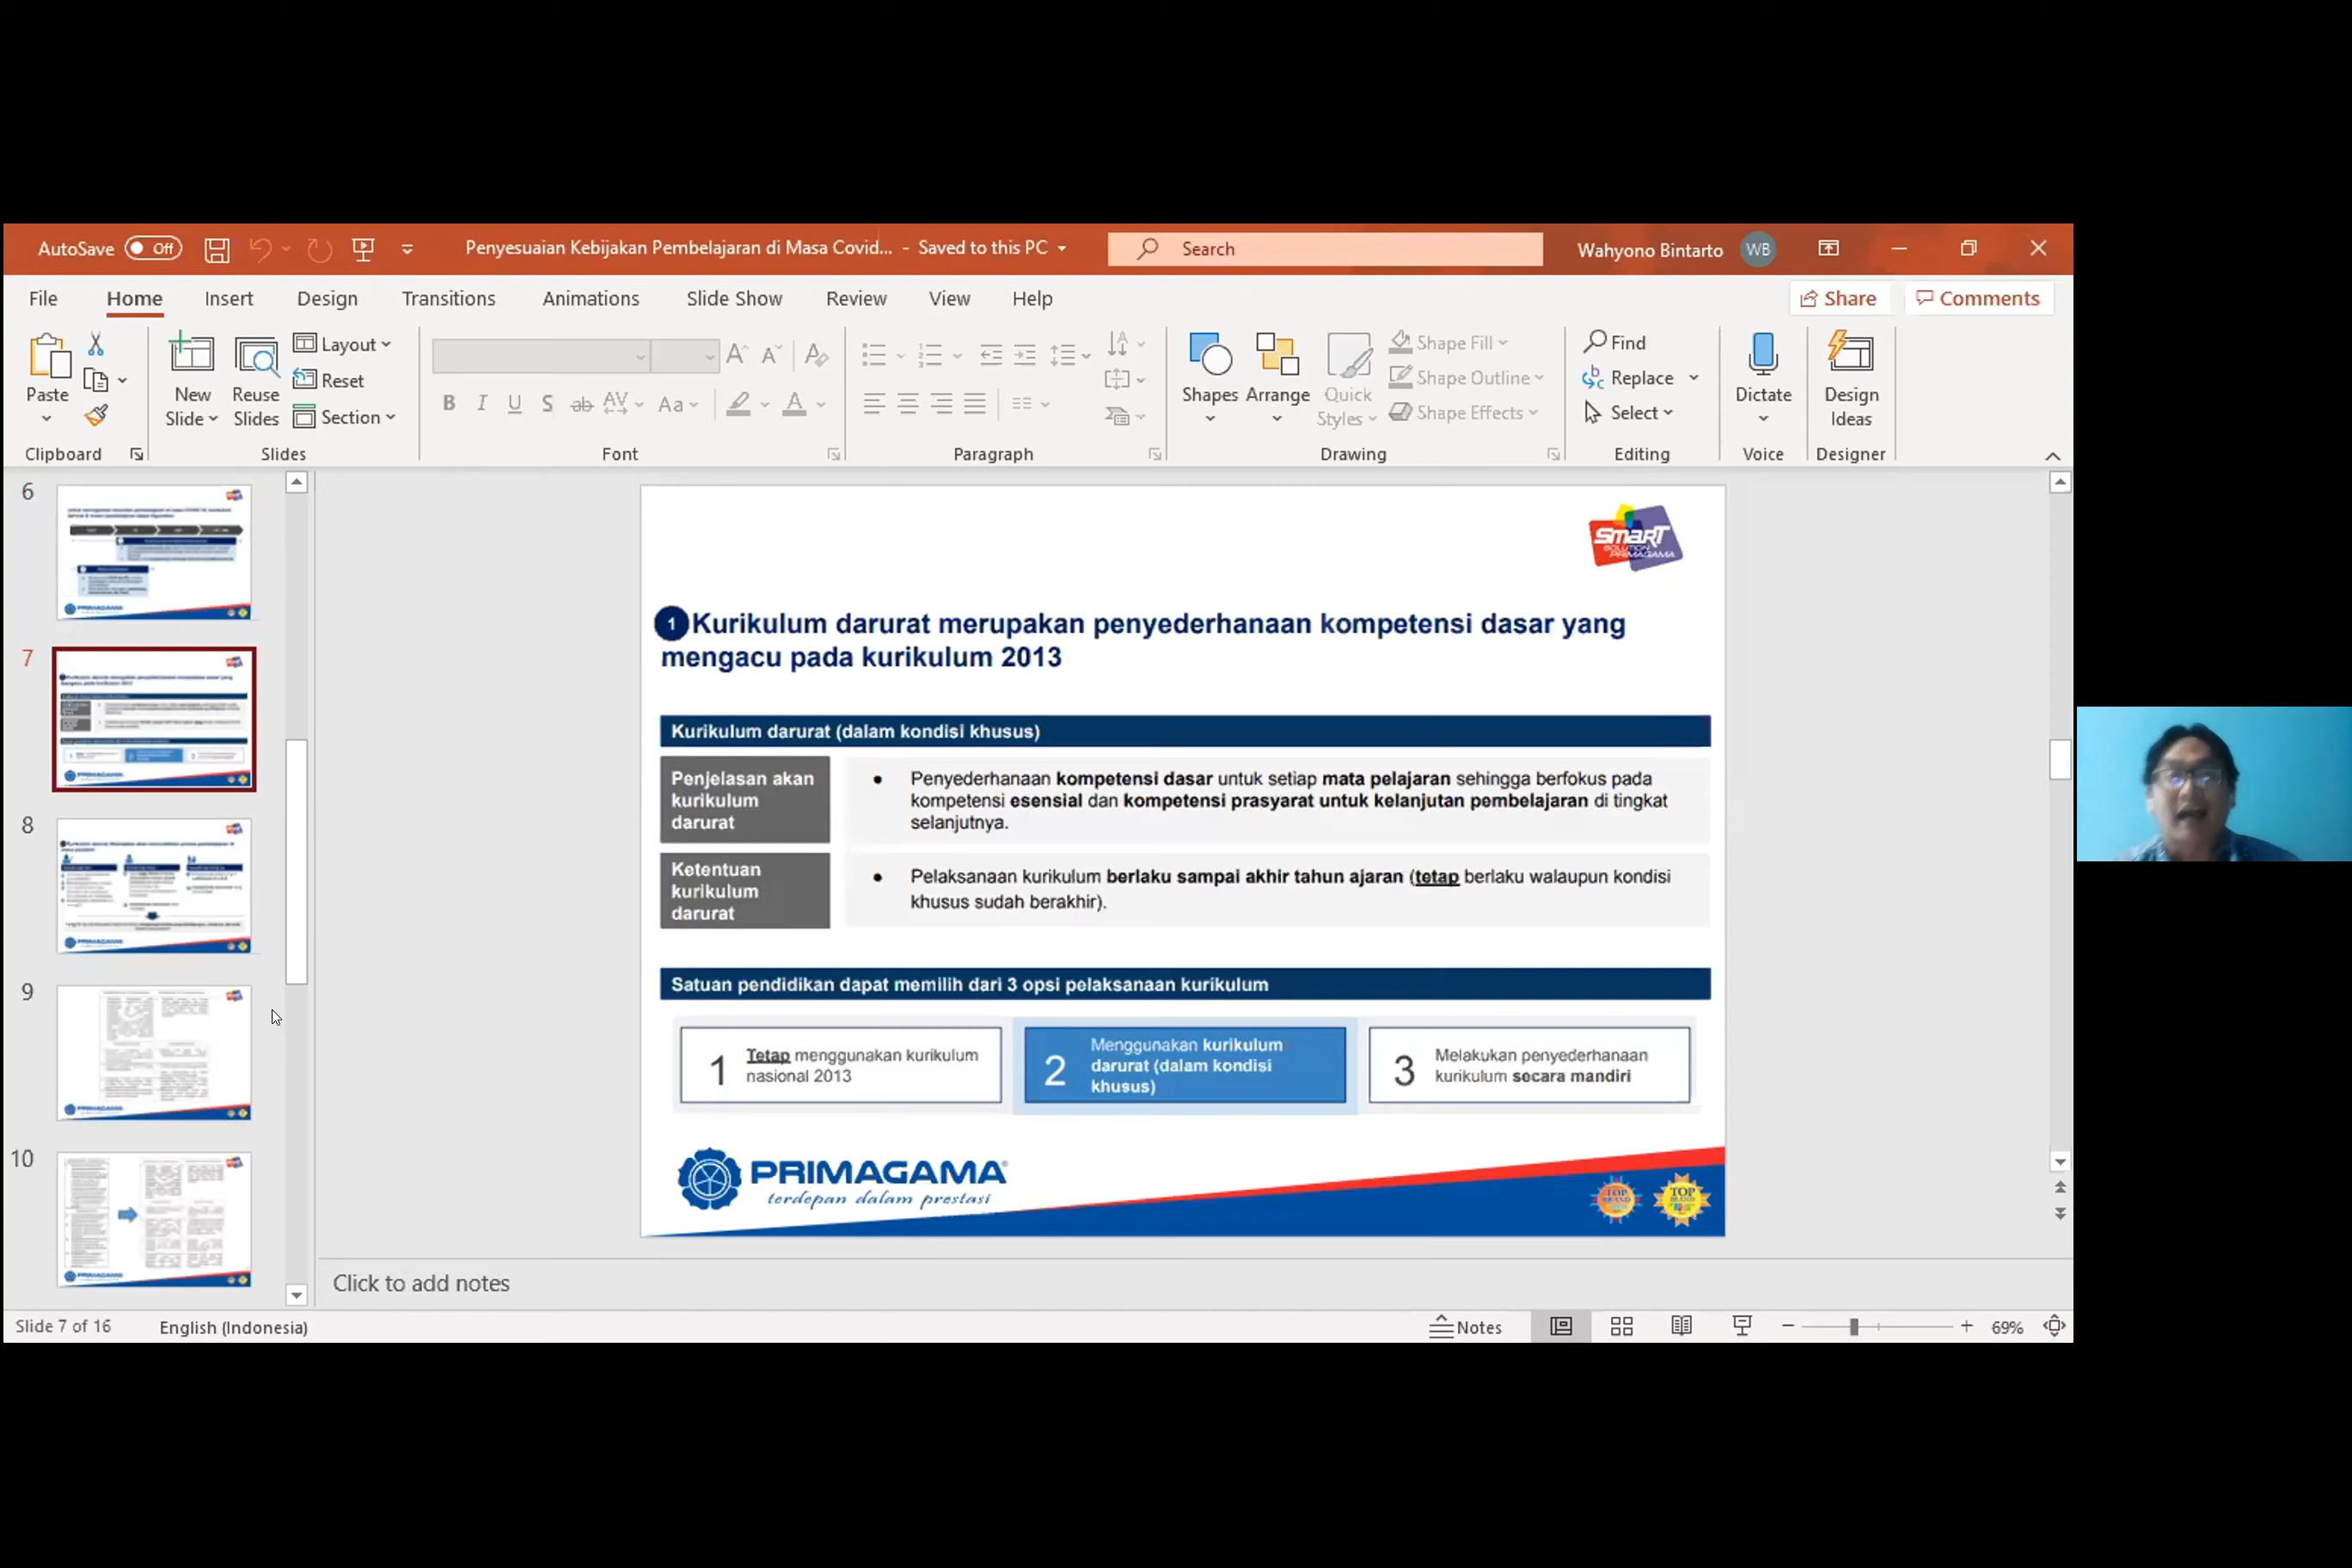 AutoSave Off
Penyesuaian Kebijakan Pembelajaran di Masa Covid... - Saved to this PC
Search
Wahyono Bintarto WB
File Home Insert Design Transitions Animations Slide Show Review View Help
Share Comments
Paste
New Slide
Reuse Slides
Layout
Reset
Section
Shapes
Arrange
Quick Styles
Shape Fill
Shape Outline
Shape Effects
Find
Replace
Select
Dictate
Design Ideas
Clipboard Slides Font Paragraph Drawing Editing Voice Designer
6
7
8
9
10
SmarT
SOLUTION
PRIMAGAMA
1 Kurikulum darurat merupakan penyederhanaan kompetensi dasar yang
mengacu pada kurikulum 2013
Kurikulum darurat (dalam kondisi khusus)
Penjelasan akan
kurikulum
darurat
• Penyederhanaan kompetensi dasar untuk setiap mata pelajaran sehingga berfokus pada
kompetensi esensial dan kompetensi prasyarat untuk kelanjutan pembelajaran di tingkat
selanjutnya.
Ketentuan
kurikulum
darurat
• Pelaksanaan kurikulum berlaku sampai akhir tahun ajaran (tetap berlaku walaupun kondisi
khusus sudah berakhir).
Satuan pendidikan dapat memilih dari 3 opsi pelaksanaan kurikulum
1 Tetap menggunakan kurikulum
nasional 2013
2 Menggunakan kurikulum
darurat (dalam kondisi
khusus)
3 Melakukan penyederhanaan
kurikulum secara mandiri
PRIMAGAMA
terdepan dalam prestasi
TOP
BRAND
TOP
BRAND
Click to add notes
Slide 7 of 16
English (Indonesia)
Notes
69%